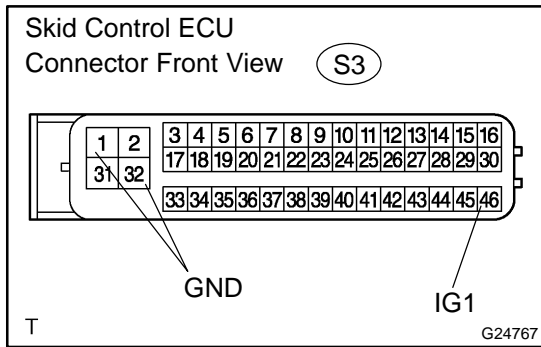 Skid Control ECU
Connector Front View S3
1 2 3 4 5 6 7 8 9 10 11 12 13 14 15 16
17 18 19 20 21 22 23 24 25 26 27 28 29 30
31 32
33 34 35 36 37 38 39 40 41 42 43 44 45 46
GND
IG1
T
G24767